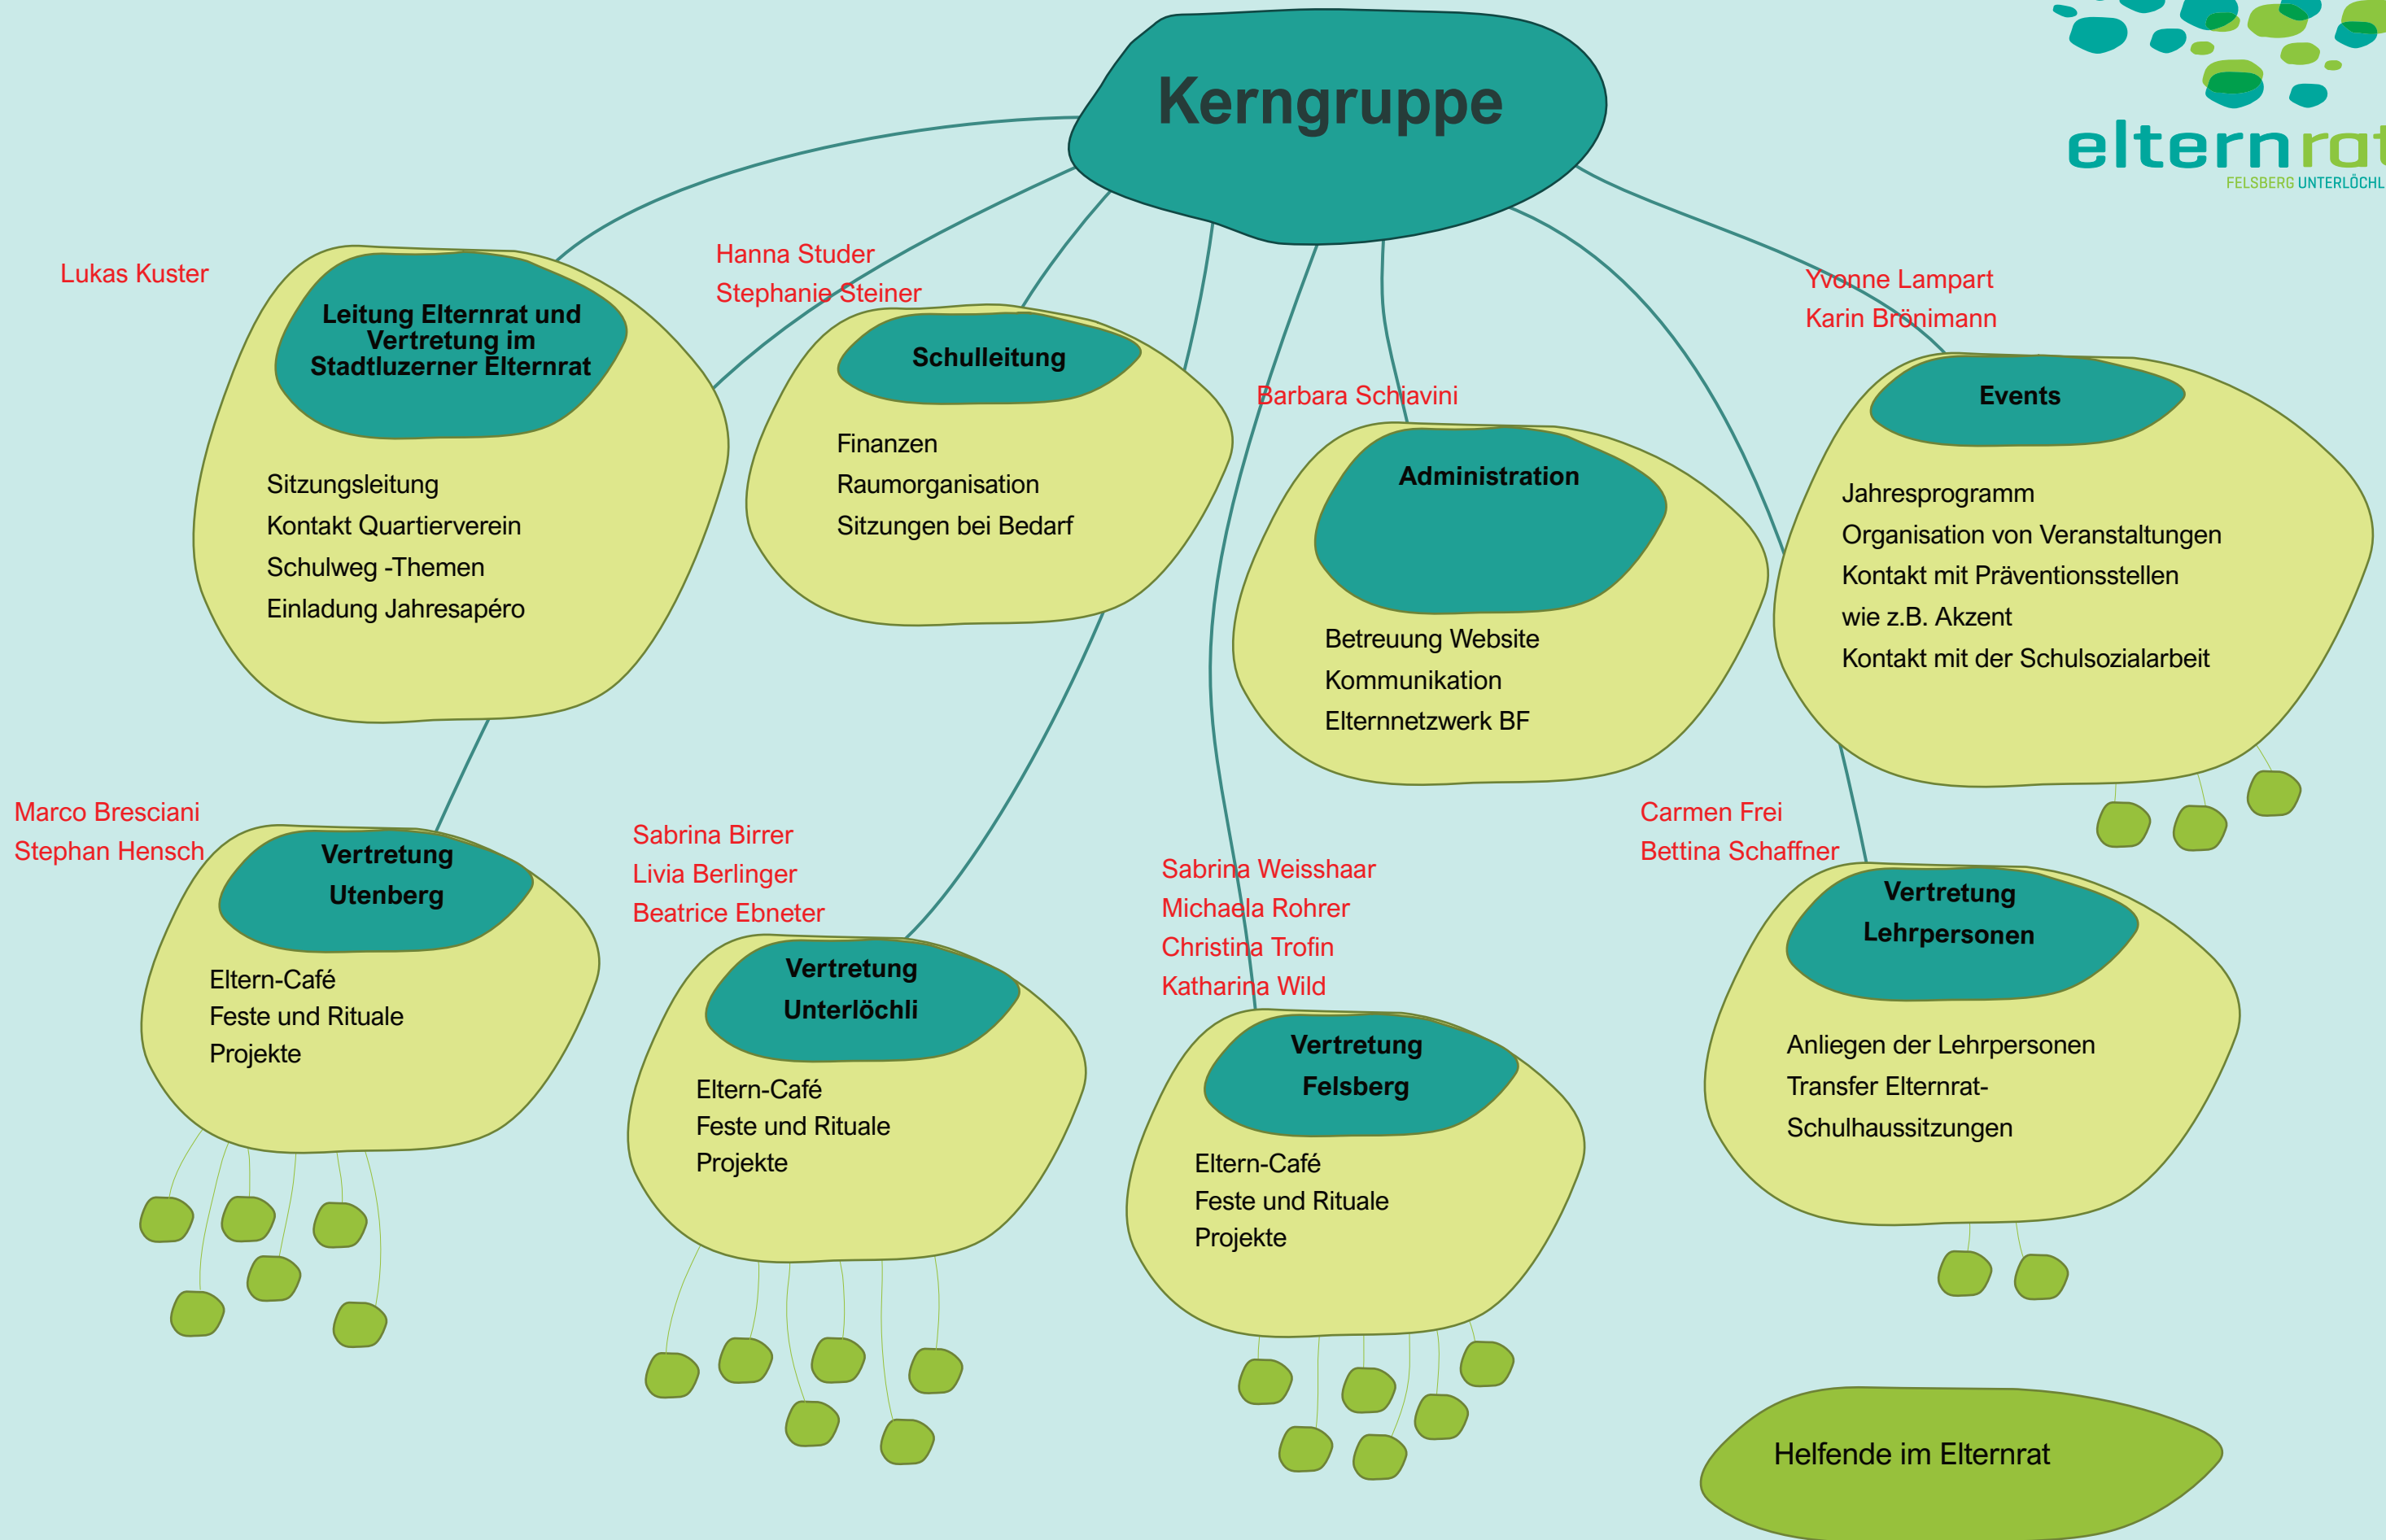 Kerngruppe
elternrat
FELSBERG UNTERLÖCHLI
Lukas Kuster
Leitung Elternrat und
Vertretung im
Stadtluzerner Elternrat
Sitzungsleitung
Kontakt Quartierverein
Schulweg -Themen
Einladung Jahresapéro
Hanna Studer
Stephanie Steiner
Schulleitung
Finanzen
Raumorganisation
Sitzungen bei Bedarf
Barbara Schiavini
Administration
Betreuung Website
Kommunikation
Elternnetzwerk BF
Yvonne Lampart
Karin Brönimann
Events
Jahresprogramm
Organisation von Veranstaltungen
Kontakt mit Präventionsstellen
wie z.B. Akzent
Kontakt mit der Schulsozialarbeit
Marco Bresciani
Stephan Hensch
Vertretung
Utenberg
Eltern-Café
Feste und Rituale
Projekte
Sabrina Birrer
Livia Berlinger
Beatrice Ebneter
Vertretung
Unterlöchli
Eltern-Café
Feste und Rituale
Projekte
Sabrina Weisshaar
Michaela Rohrer
Christina Trofin
Katharina Wild
Vertretung
Felsberg
Eltern-Café
Feste und Rituale
Projekte
Carmen Frei
Bettina Schaffner
Vertretung
Lehrpersonen
Anliegen der Lehrpersonen
Transfer Elternrat-
Schulhaussitzungen
Helfende im Elternrat